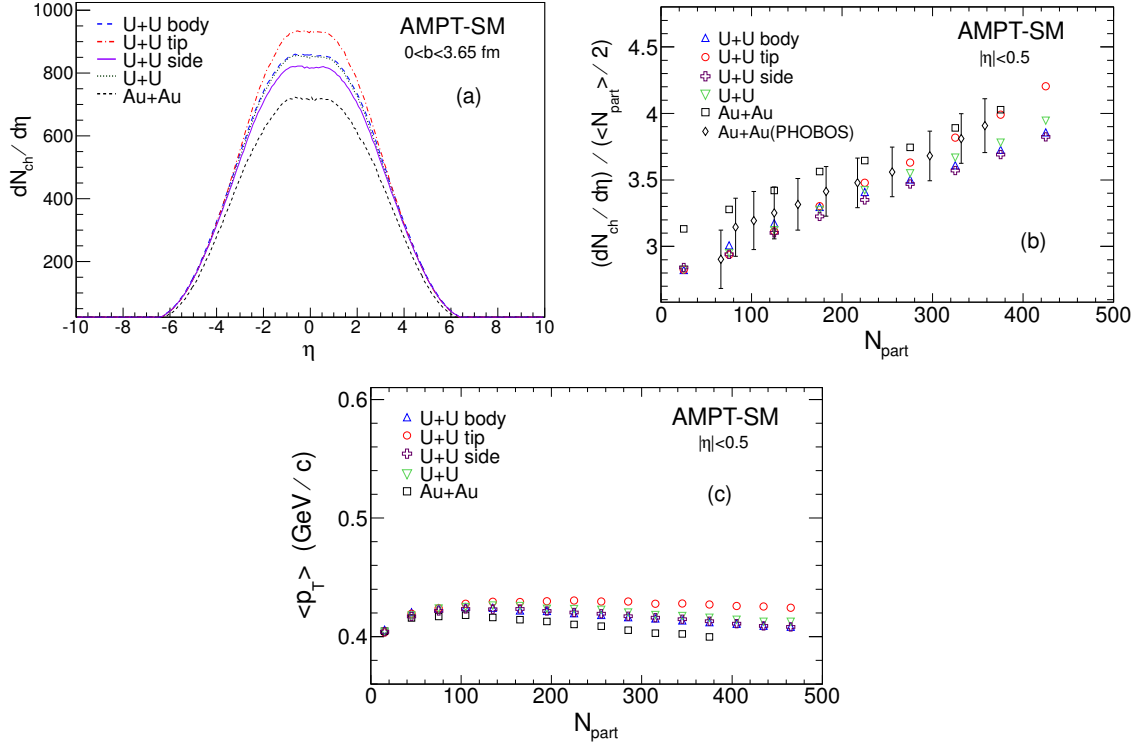 1000
800
600
400
200
dN_ch / dη
U+U body
U+U tip
U+U side
U+U
Au+Au
AMPT-SM
0<b<3.65 fm
(a)
-10 -8 -6 -4 -2 0 2 4 6 8 10
η
4.5
4
3.5
3
(dN_ch / dη) / (<N_part> / 2)
U+U body
U+U tip
U+U side
U+U
Au+Au
Au+Au(PHOBOS)
AMPT-SM
|η|<0.5
(b)
0 100 200 300 400 500
N_part
0.6
0.5
0.4
<p_T> (GeV / c)
U+U body
U+U tip
U+U side
U+U
Au+Au
AMPT-SM
|η|<0.5
(c)
0 100 200 300 400 500
N_part